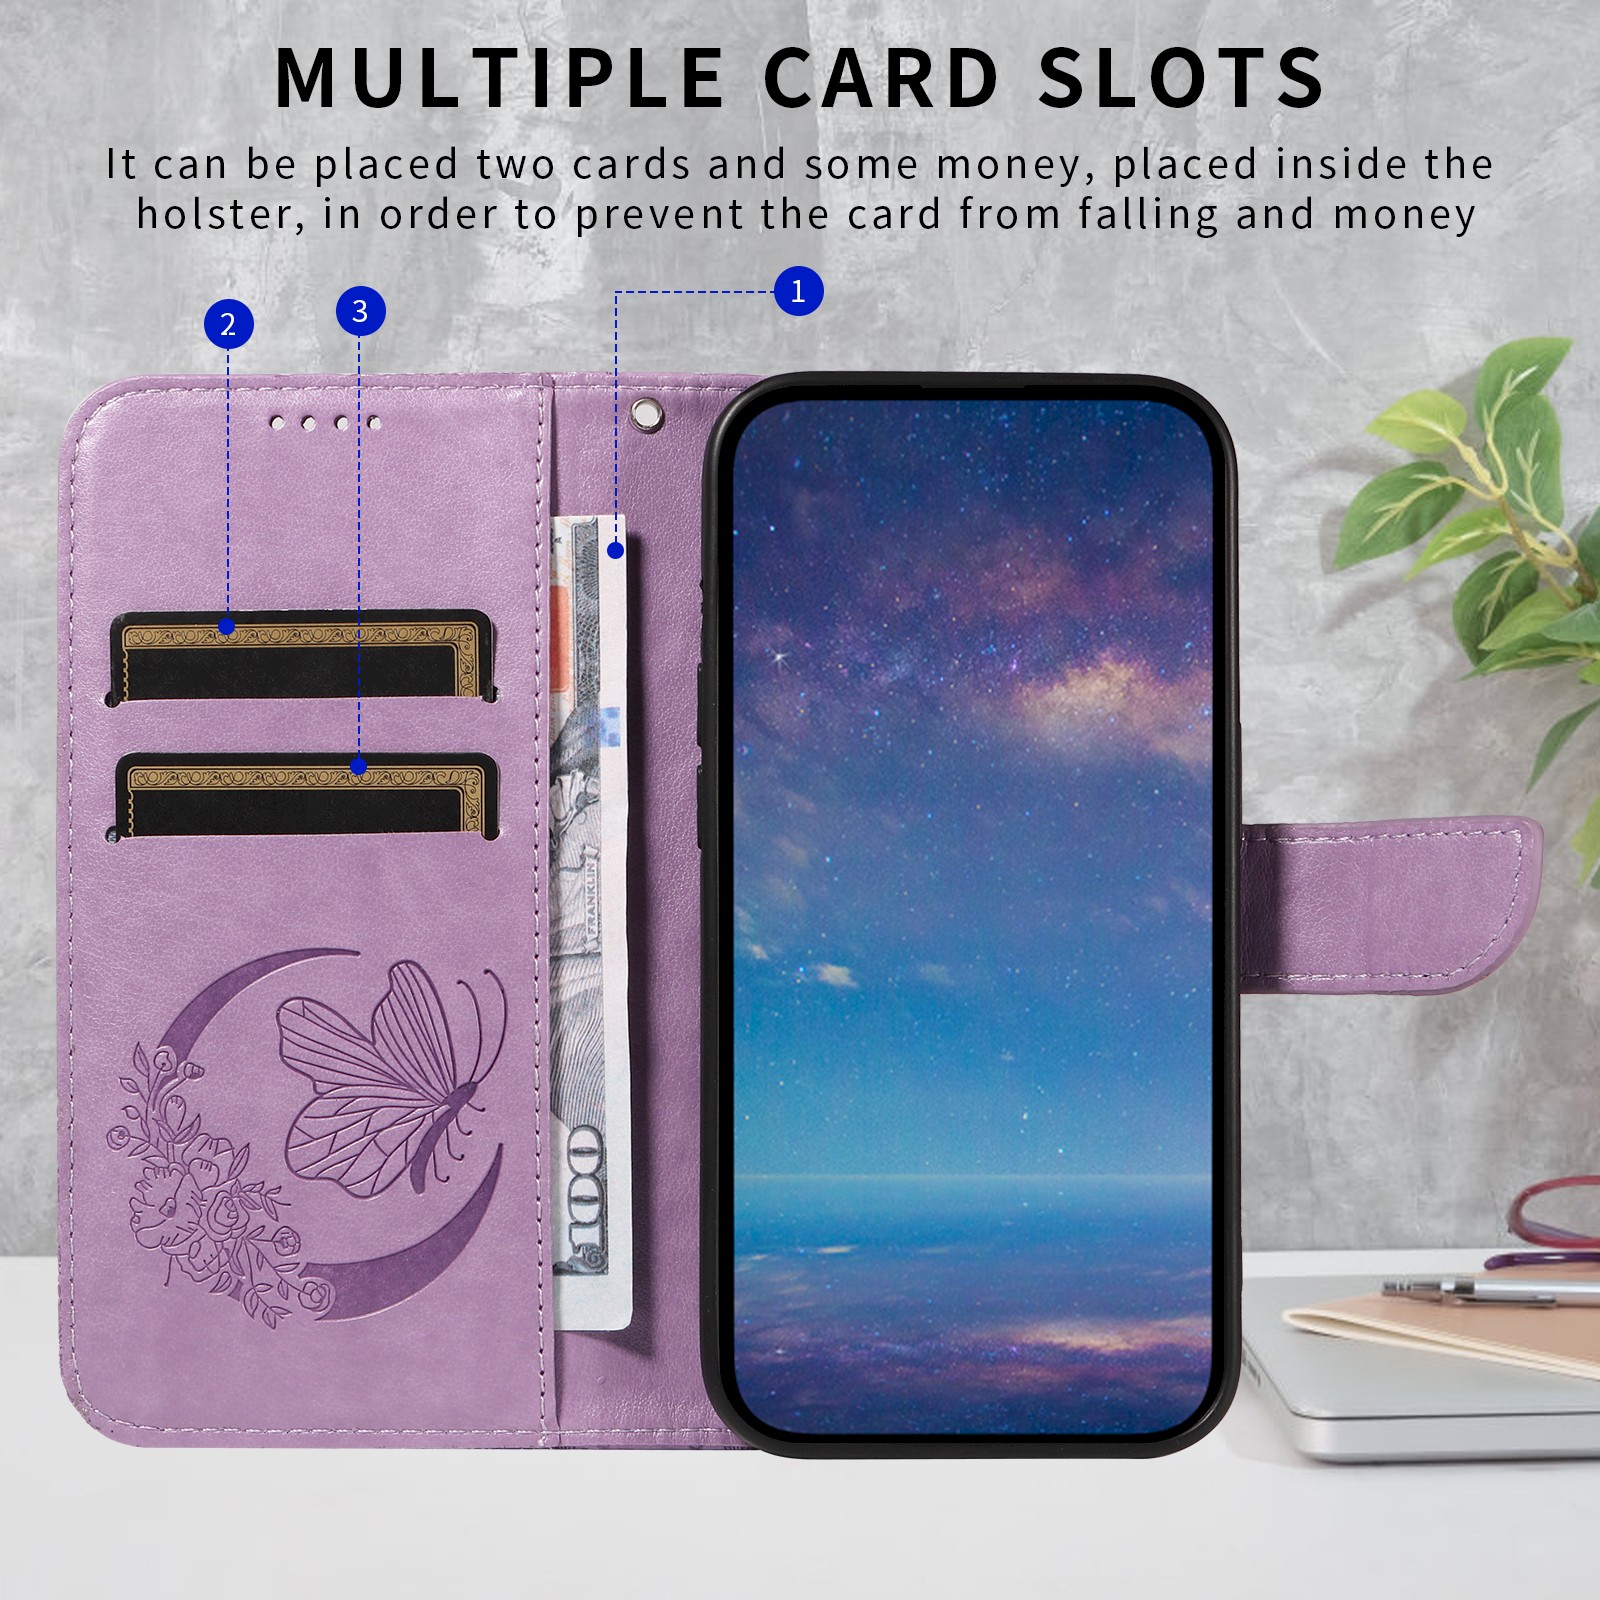 MULTIPLE CARD SLOTS
It can be placed two cards and some money, placed inside the
holster, in order to prevent the card from falling and money
1
2
3
FRANKLIN
100